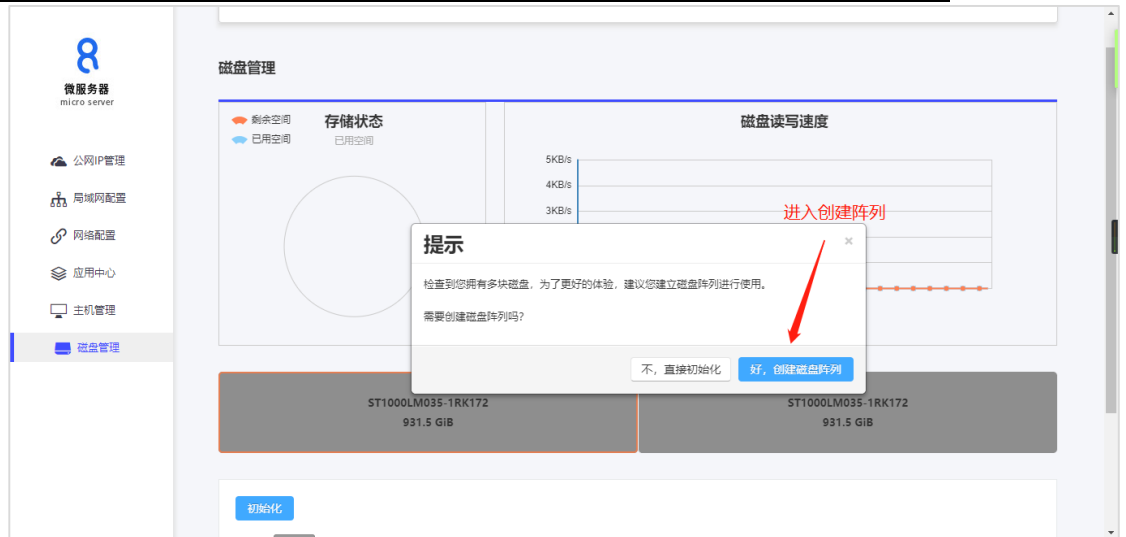 微服务器
micro server
公网IP管理
局域网配置
网络配置
应用中心
主机管理
磁盘管理
磁盘管理
剩余空间
已用空间
存储状态
已用空间
磁盘读写速度
5KB/s
4KB/s
3KB/s
进入创建阵列
提示
×
检查到您拥有多块磁盘，为了更好的体验，建议您建立磁盘阵列进行使用。
需要创建磁盘阵列吗?
不，直接初始化
好，创建磁盘阵列
ST1000LM035-1RK172
931.5 GiB
ST1000LM035-1RK172
931.5 GiB
初始化